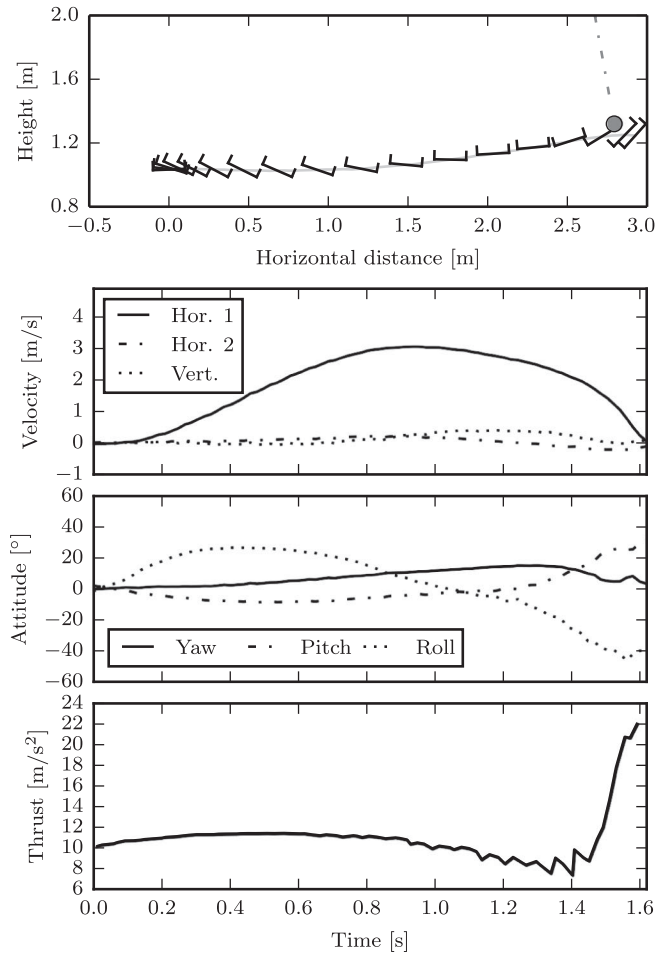 2.0
1.6
1.2
0.8
Height [m]
−0.5 0.0 0.5 1.0 1.5 2.0 2.5 3.0
Horizontal distance [m]
4
3
2
1
0
−1
Velocity [m/s]
Hor. 1
Hor. 2
Vert.
60
40
20
0
−20
−40
−60
Attitude [°]
Yaw Pitch Roll
24
22
20
18
16
14
12
10
8
6
Thrust [m/s²]
0.0 0.2 0.4 0.6 0.8 1.0 1.2 1.4 1.6
Time [s]